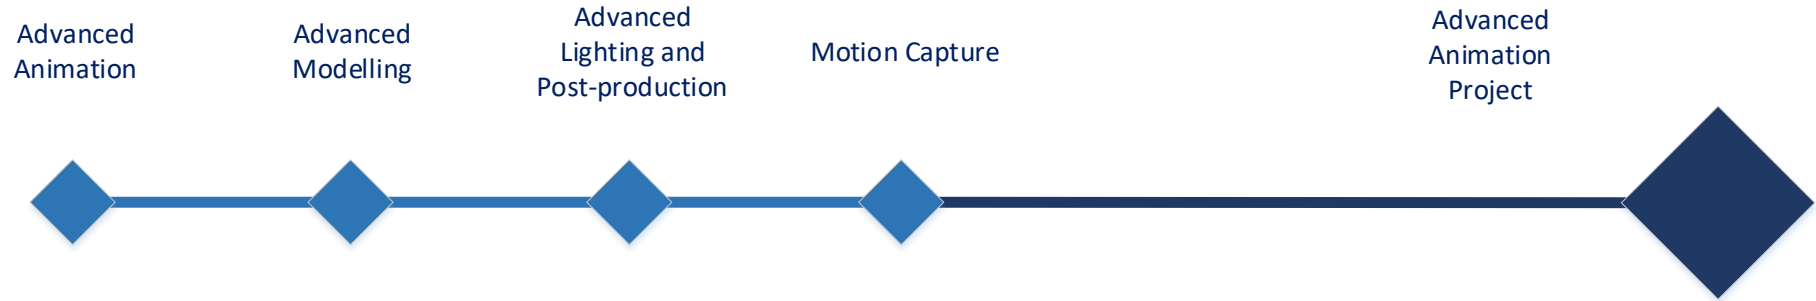 Advanced
Animation
Advanced
Modelling
Advanced
Lighting and
Post-production
Motion Capture
Advanced
Animation
Project